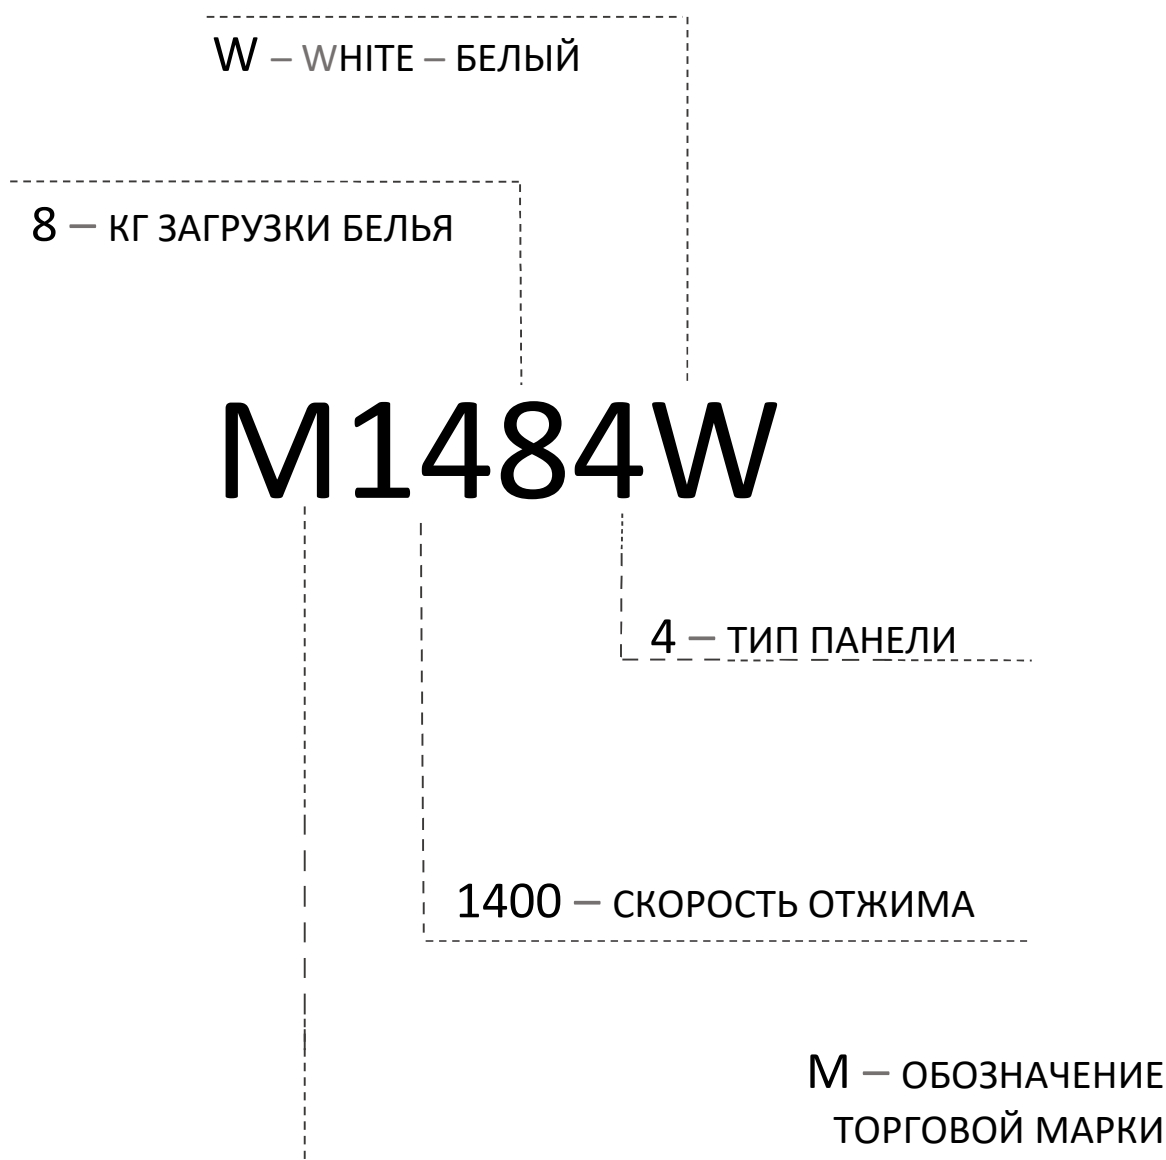 W – WHITE – БЕЛЫЙ
8 – КГ ЗАГРУЗКИ БЕЛЬЯ
M1484W
4 – ТИП ПАНЕЛИ
1400 – СКОРОСТЬ ОТЖИМА
M – ОБОЗНАЧЕНИЕ
ТОРГОВОЙ МАРКИ